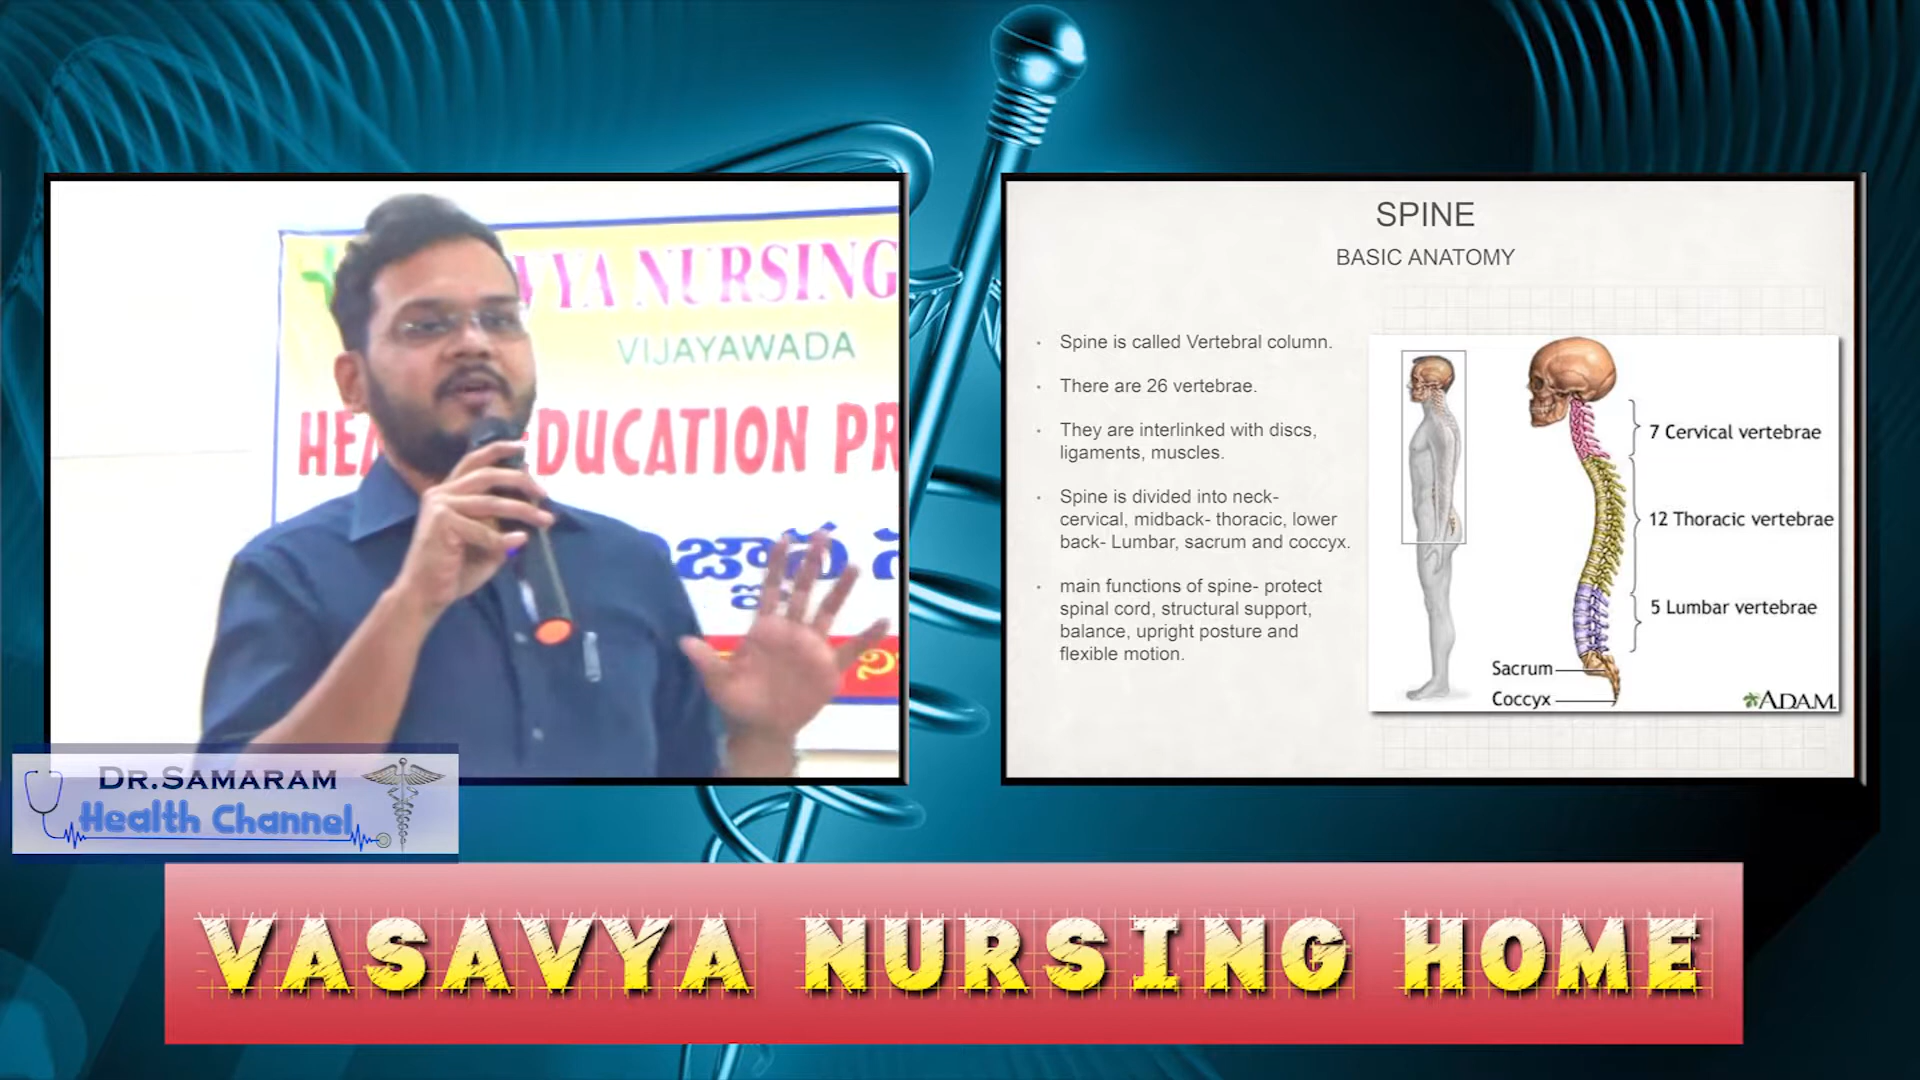 VYA NURSING
VIJAYAWADA
EDUCATION PR
SPINE
BASIC ANATOMY
· Spine is called Vertebral column.
· There are 26 vertebrae.
· They are interlinked with discs,
ligaments, muscles.
· Spine is divided into neck-
cervical, midback- thoracic, lower
back- Lumbar, sacrum and coccyx.
· main functions of spine- protect
spinal cord, structural support,
balance, upright posture and
flexible motion.
7 Cervical vertebrae
12 Thoracic vertebrae
5 Lumbar vertebrae
Sacrum
Coccyx
ADAM
DR.SAMARAM
Health Channel
VASAVYA NURSING HOME